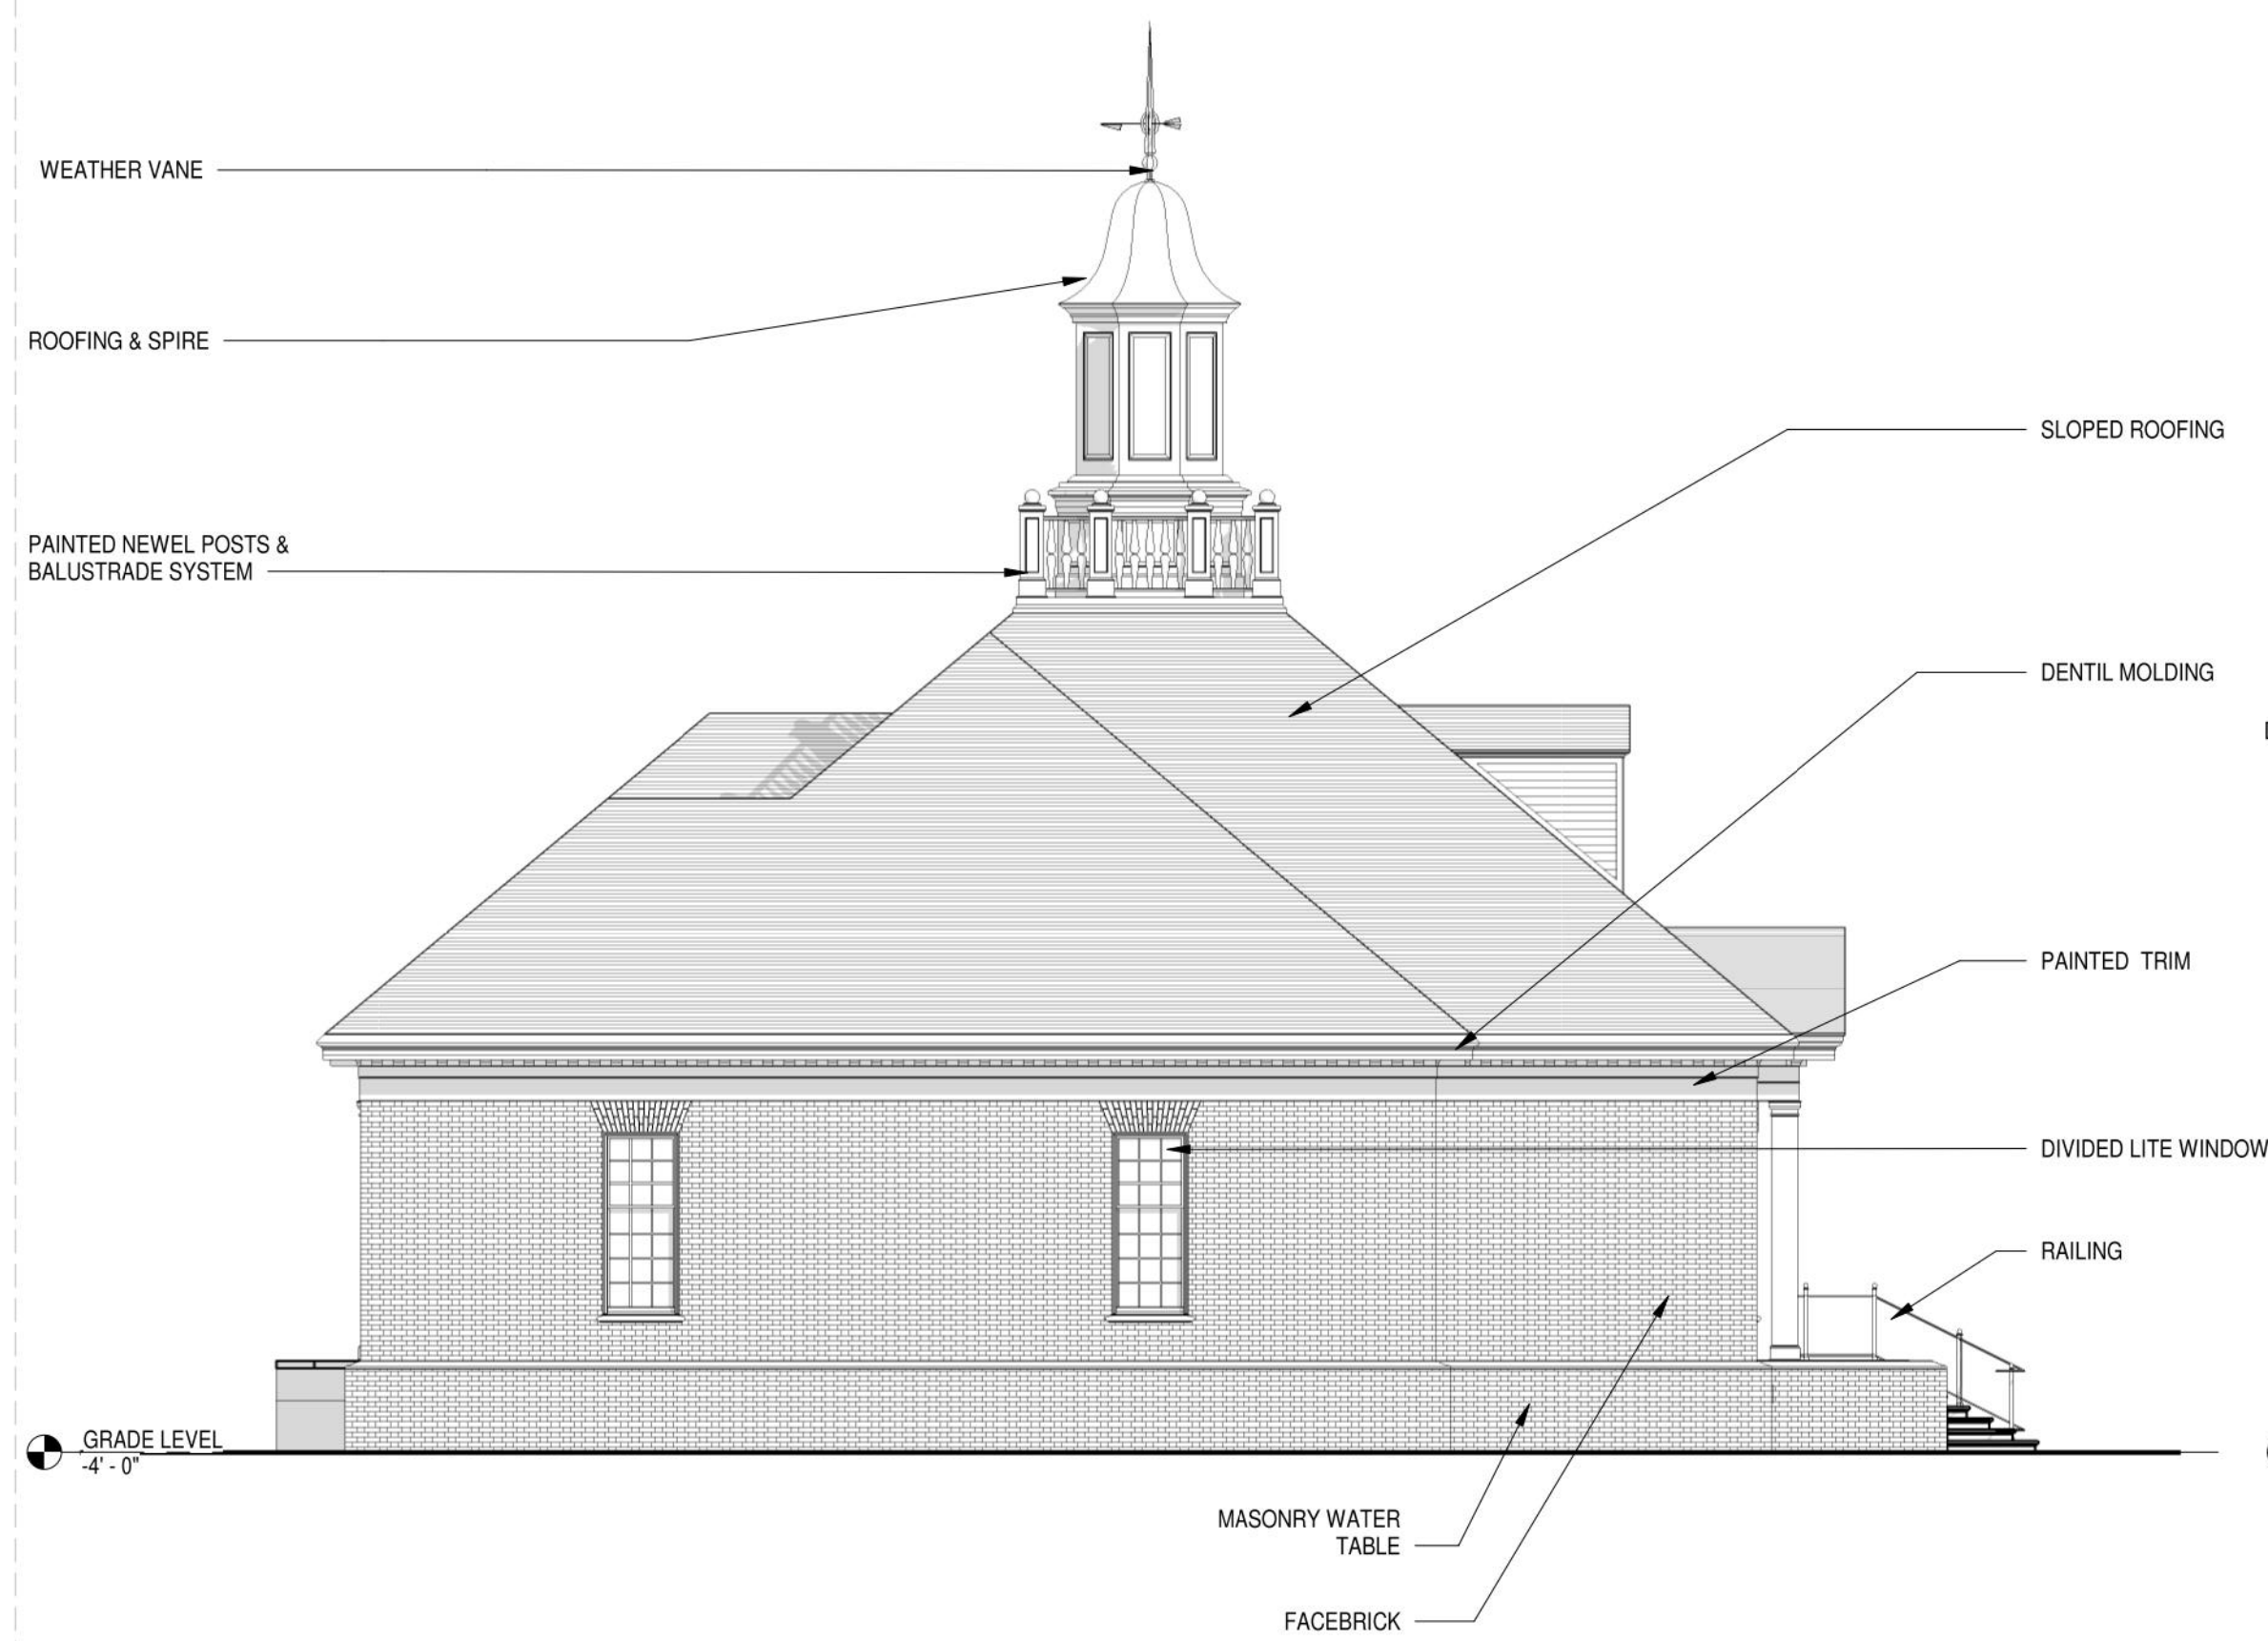 WEATHER VANE
ROOFING & SPIRE
SLOPED ROOFING
PAINTED NEWEL POSTS &
BALUSTRADE SYSTEM
DENTIL MOLDING
PAINTED TRIM
DIVIDED LITE WINDOW
RAILING
GRADE LEVEL
-4' - 0"
MASONRY WATER
TABLE
FACEBRICK